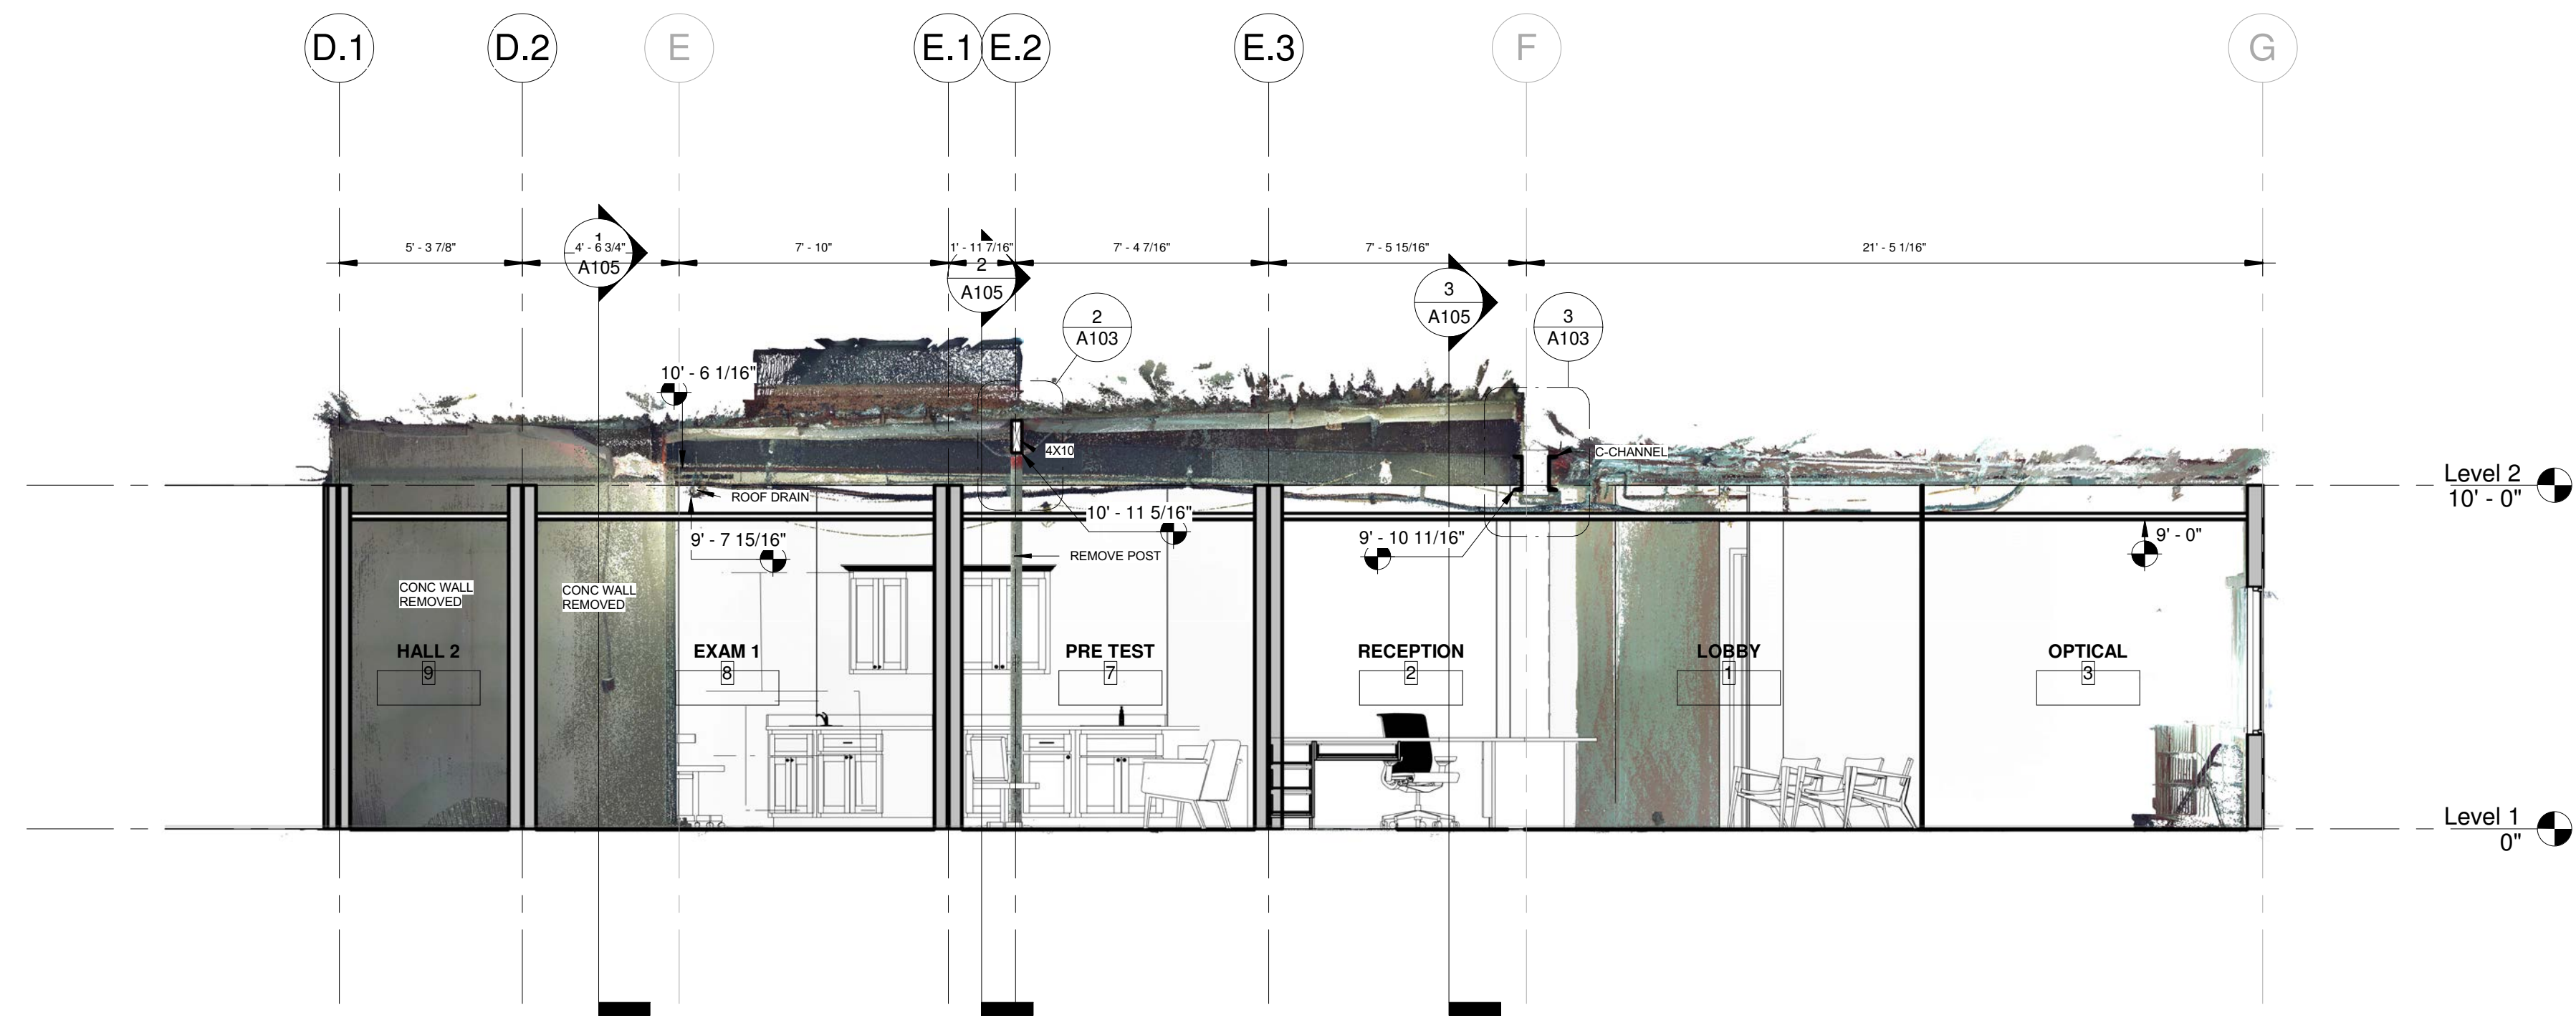 D.1 D.2 E E.1 E.2 E.3 F G
5' - 3 7/8" 4' - 6 3/4" 7' - 10" 1' - 11 7/16" 7' - 4 7/16" 7' - 5 15/16" 21' - 5 1/16"
1
A105
2
A105
3
A105
2
A103
3
A103
10' - 6 1/16"
4X10
C-CHANNEL
ROOF DRAIN
Level 2
10' - 0"
10' - 11 5/16"
9' - 7 15/16"
9' - 10 11/16"
9' - 0"
REMOVE POST
CONC WALL
REMOVED
CONC WALL
REMOVED
HALL 2
9
EXAM 1
8
PRE TEST
7
RECEPTION
2
LOBBY
1
OPTICAL
3
Level 1
0"